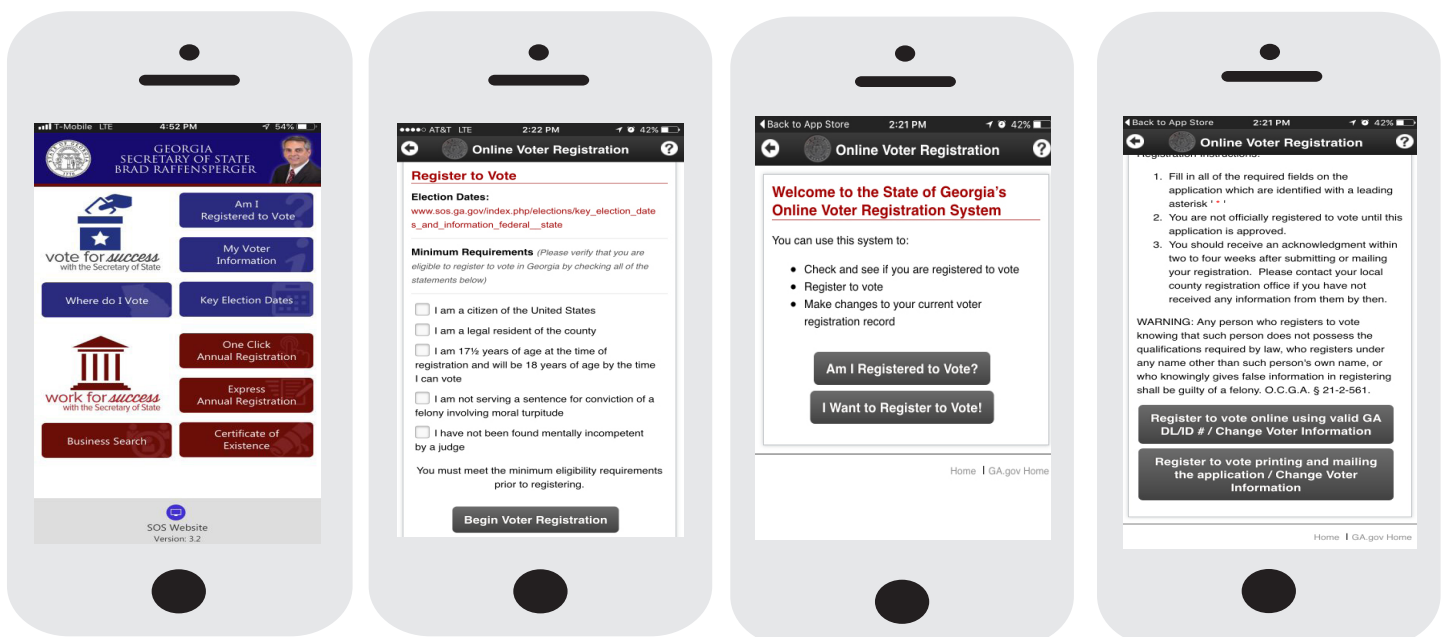 T-Mobile LTE 4:52 PM 54%
GEORGIA
SECRETARY OF STATE
BRAD RAFFENSPERGER
vote for success
with the Secretary of State
Am I
Registered to Vote
My Voter
Information
Where do I Vote
Key Election Dates
work for success
with the Secretary of State
One Click
Annual Registration
Express
Annual Registration
Business Search
Certificate of
Existence
SOS Website
Version: 3.2
AT&T LTE 2:22 PM 42%
Online Voter Registration ?
Register to Vote
Election Dates:
www.sos.ga.gov/index.php/elections/key_election_date
s_and_information_federal__state
Minimum Requirements (Please verify that you are
eligible to register to vote in Georgia by checking all of the
statements below)
I am a citizen of the United States
I am a legal resident of the county
I am 17½ years of age at the time of
registration and will be 18 years of age by the time
I can vote
I am not serving a sentence for conviction of a
felony involving moral turpitude
I have not been found mentally incompetent
by a judge
You must meet the minimum eligibility requirements
prior to registering.
Begin Voter Registration
Back to App Store 2:21 PM 42%
Online Voter Registration ?
Welcome to the State of Georgia's
Online Voter Registration System
You can use this system to:
• Check and see if you are registered to vote
• Register to vote
• Make changes to your current voter
registration record
Am I Registered to Vote?
I Want to Register to Vote!
Home | GA.gov Home
Back to App Store 2:21 PM 42%
Online Voter Registration ?
Registration Instructions:
1. Fill in all of the required fields on the
application which are identified with a leading
asterisk ' * '
2. You are not officially registered to vote until this
application is approved.
3. You should receive an acknowledgment within
two to four weeks after submitting or mailing
your registration. Please contact your local
county registration office if you have not
received any information from them by then.
WARNING: Any person who registers to vote
knowing that such person does not possess the
qualifications required by law, who registers under
any name other than such person's own name, or
who knowingly gives false information in registering
shall be guilty of a felony. O.C.G.A. § 21-2-561.
Register to vote online using valid GA
DL/ID # / Change Voter Information
Register to vote printing and mailing
the application / Change Voter
Information
Home | GA.gov Home